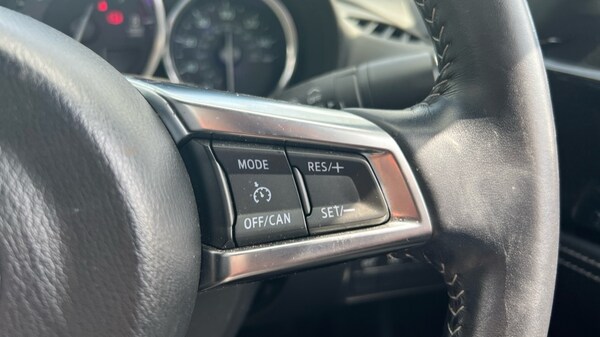 MODE
OFF/CAN
RES/+
SET/−